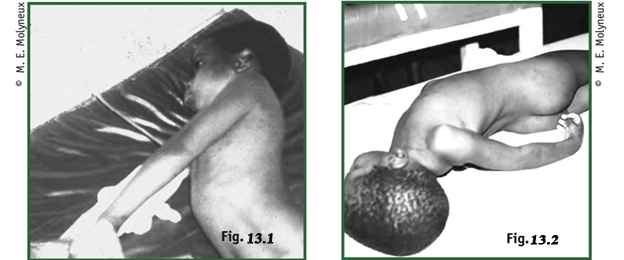 © M. E. Molyneux
Fig. 13.1
Fig. 13.2
© M. E. Molyneux